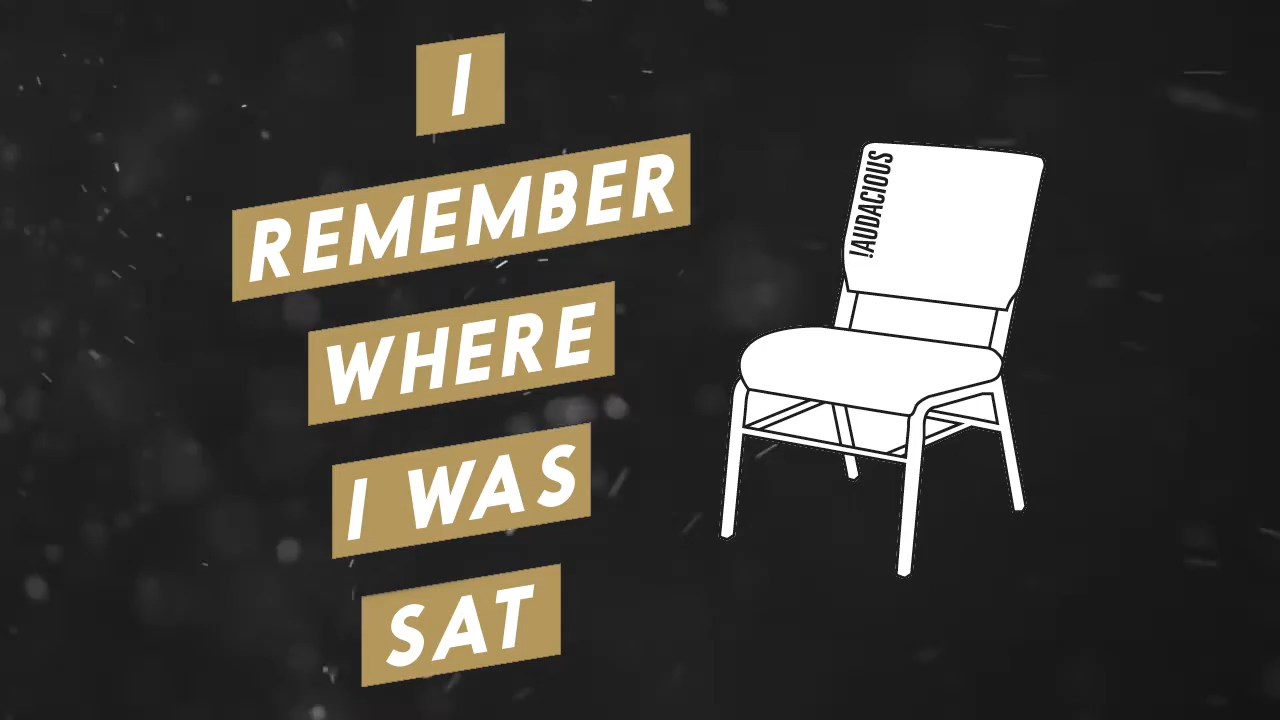 I
REMEMBER
WHERE
I WAS
SAT
!AUDACIOUS